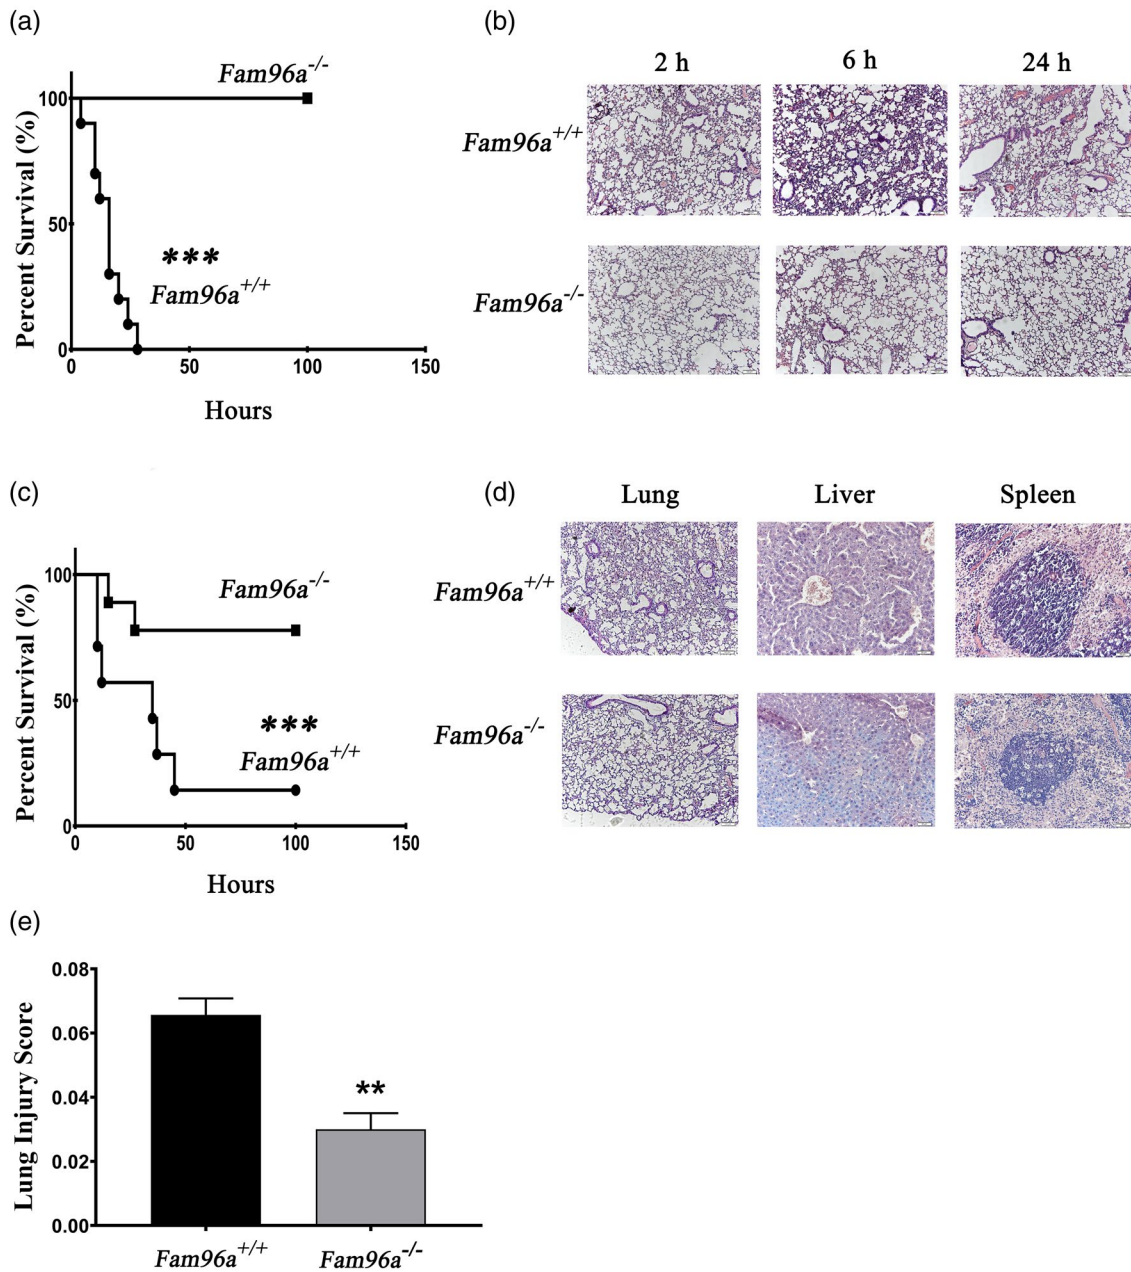 (a)
Percent Survival (%)
100
50
0
Fam96a-/-
***
Fam96a+/+
0 50 100 150
Hours
(b)
2 h 6 h 24 h
Fam96a+/+
Fam96a-/-
(c)
Percent Survival (%)
100
50
0
Fam96a-/-
***
Fam96a+/+
0 50 100 150
Hours
(d)
Lung Liver Spleen
Fam96a+/+
Fam96a-/-
(e)
Lung Injury Score
0.08
0.06
0.04
0.02
0.00
**
Fam96a+/+ Fam96a-/-